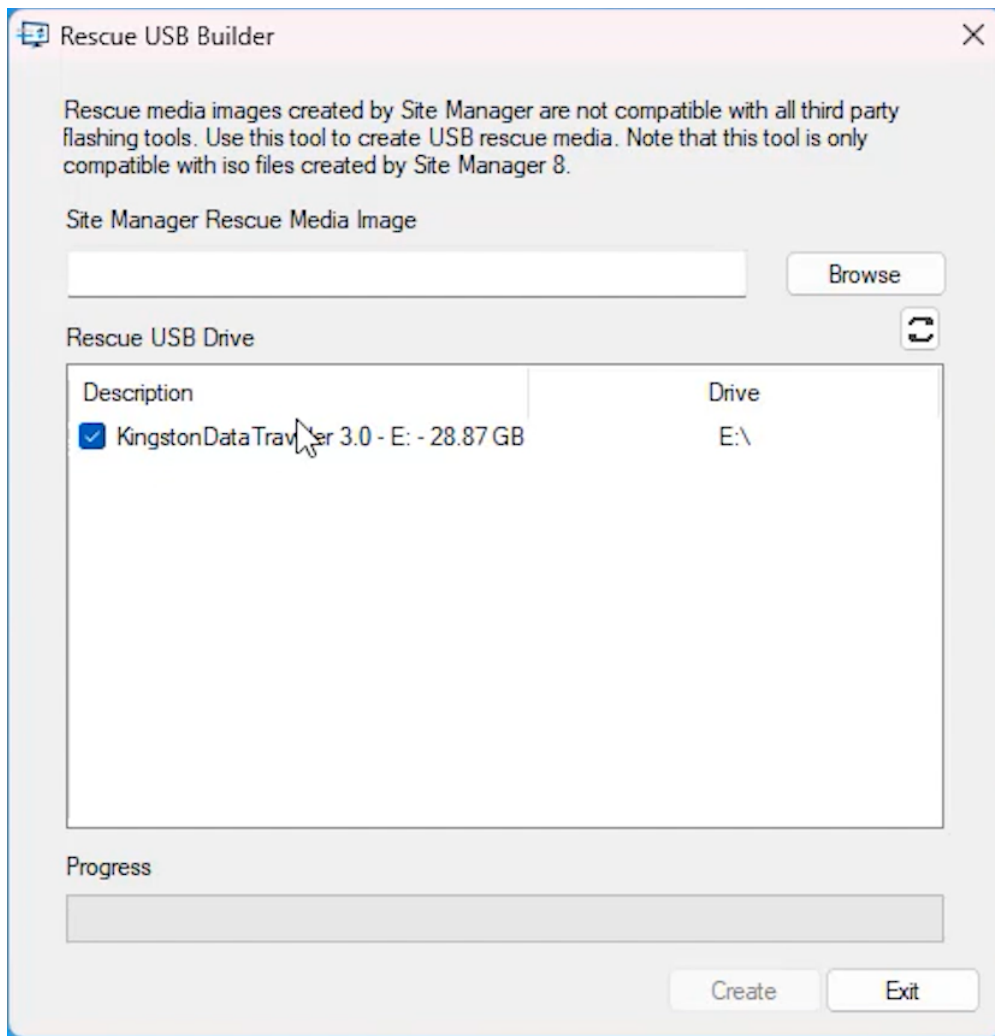 Rescue USB Builder
Rescue media images created by Site Manager are not compatible with all third party
flashing tools. Use this tool to create USB rescue media. Note that this tool is only
compatible with iso files created by Site Manager 8.
Site Manager Rescue Media Image
Browse
Rescue USB Drive
Description Drive
KingstonDataTraveler 3.0 - E: - 28.87 GB E:\
Progress
Create Exit